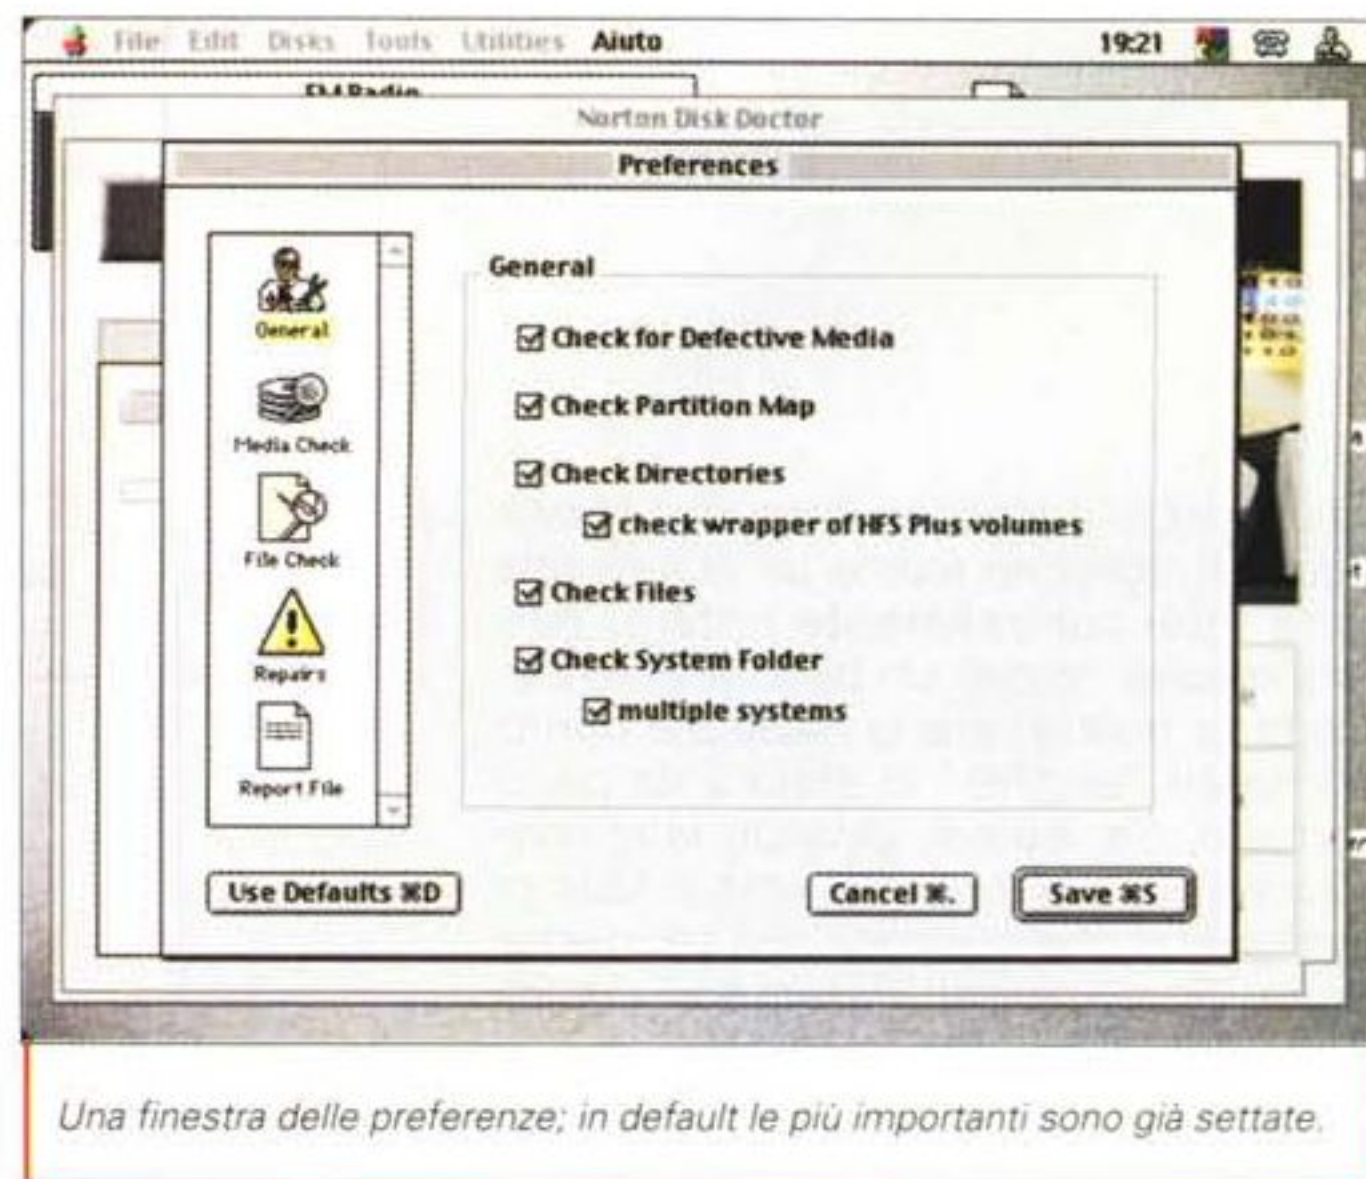 File Edit Disks Tools Utilities Aiuto 19:21
FM Radio
Norton Disk Doctor
Preferences
General
Media Check
File Check
Repairs
Report File
General
Check for Defective Media
Check Partition Map
Check Directories
check wrapper of HFS Plus volumes
Check Files
Check System Folder
multiple systems
Use Defaults ⌘D
Cancel ⌘.
Save ⌘S
Una finestra delle preferenze; in default le più importanti sono già settate.